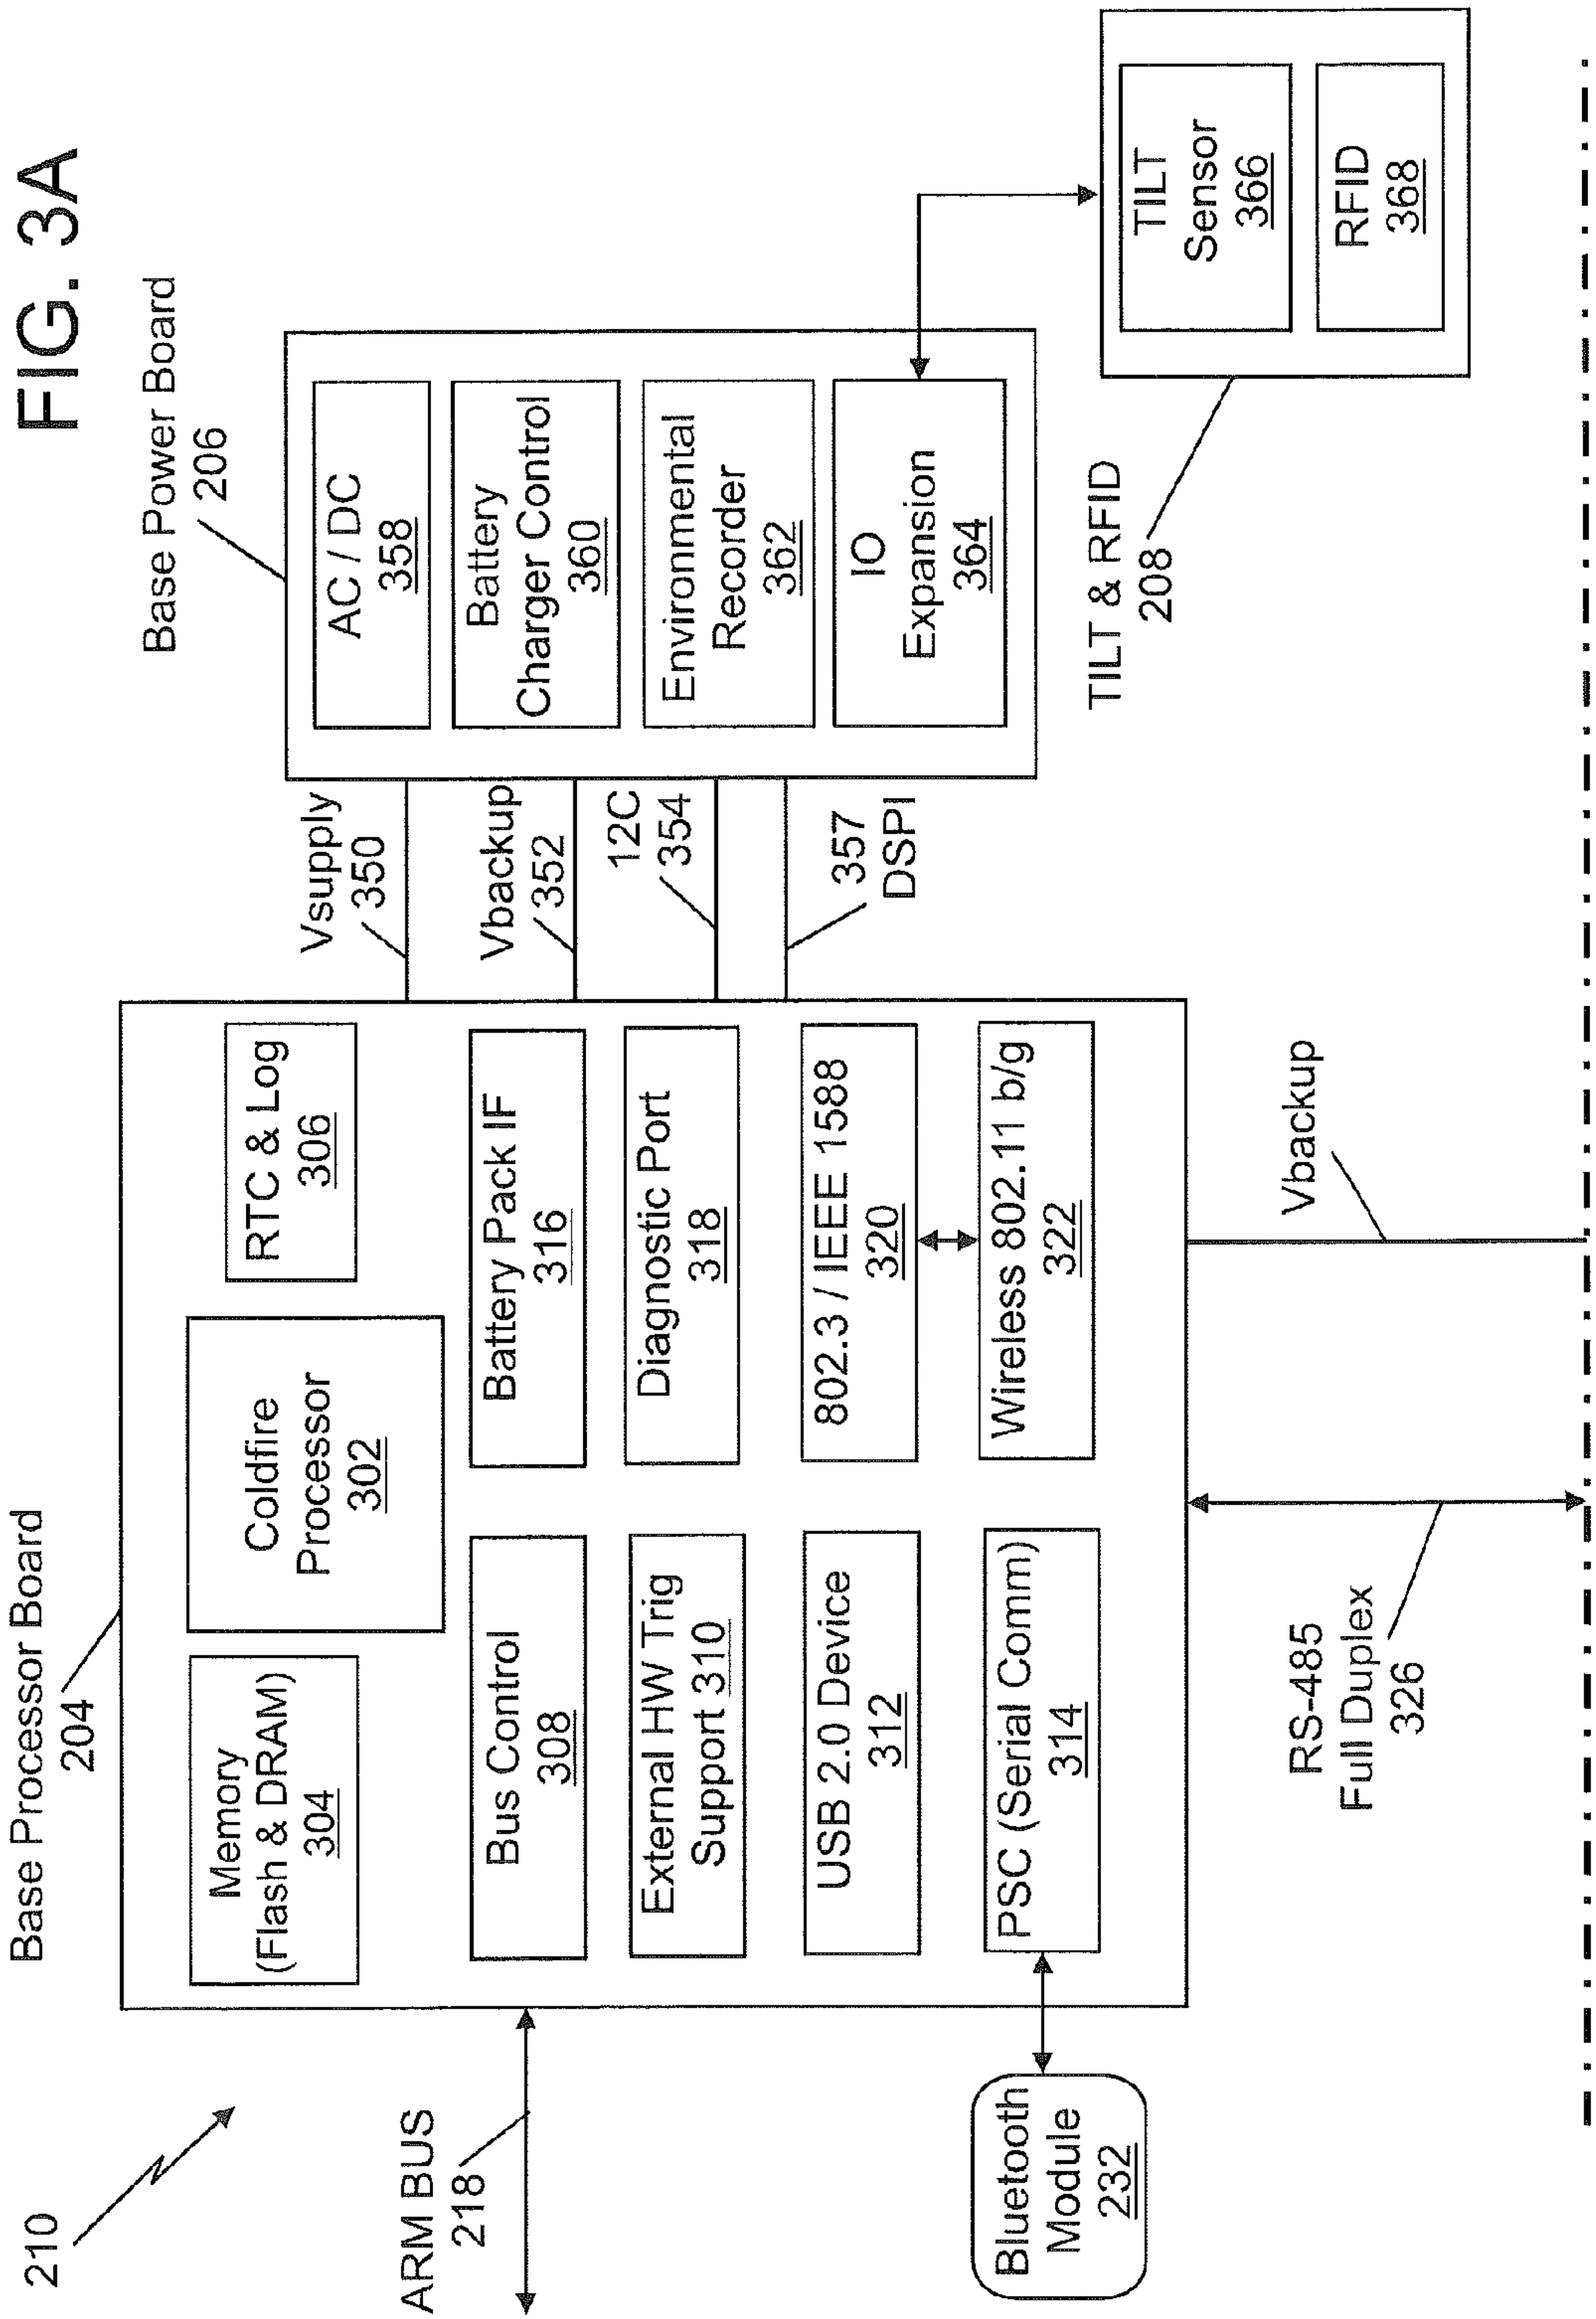 FIG. 3A
210
Base Processor Board
204
Memory
(Flash & DRAM)
304
Coldfire
Processor
302
RTC & Log
306
Bus Control
308
Battery Pack IF
316
External HW Trig
Support 310
Diagnostic Port
318
USB 2.0 Device
312
802.3 / IEEE 1588
320
PSC (Serial Comm)
314
Wireless 802.11 b/g
322
ARM BUS
218
Bluetooth
Module
232
RS-485
Full Duplex
326
Vbackup
Vsupply
350
Vbackup
352
12C
354
357
DSPI
Base Power Board
206
AC / DC
358
Battery
Charger Control
360
Environmental
Recorder
362
IO
Expansion
364
TILT & RFID
208
TILT
Sensor
366
RFID
368